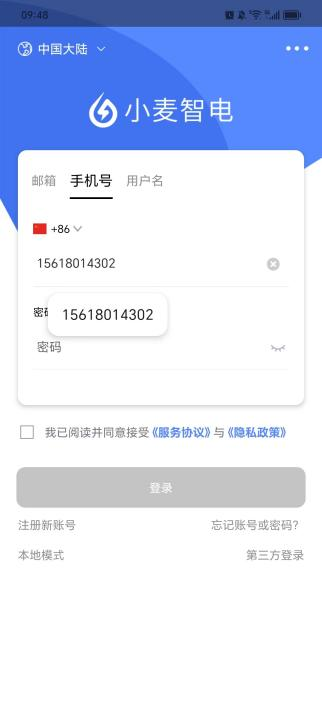 09:48
中国大陆
小麦智电
邮箱 手机号 用户名
+86
15618014302
密
15618014302
密码
我已阅读并同意接受《服务协议》与《隐私政策》
登录
注册新账号 忘记账号或密码?
本地模式 第三方登录